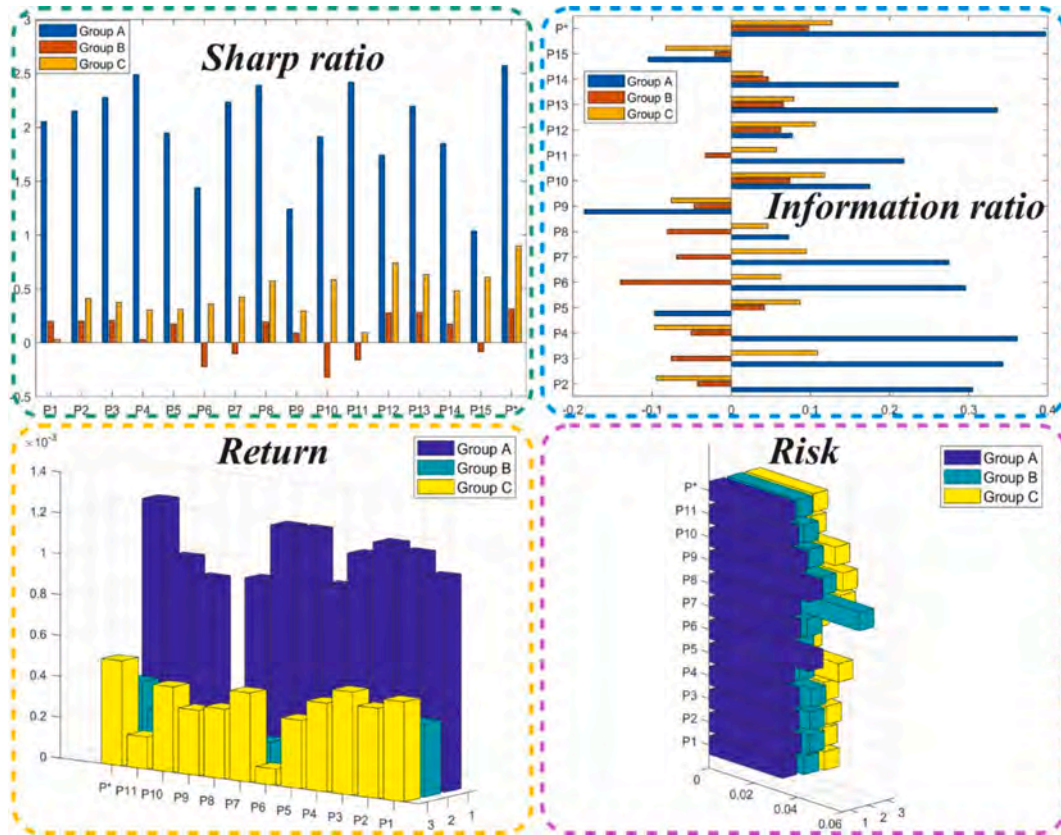 Sharp ratio
Group A
Group B
Group C
3
2.5
2
1.5
1
0.5
0
0.5
P1 P2 P3 P4 P5 P6 P7 P8 P9 P10 P11 P12 P13 P14 P15 P*
Information ratio
Group A
Group B
Group C
P*
P15
P14
P13
P12
P11
P10
P9
P8
P7
P6
P5
P4
P3
P2
-0.2 -0.1 0 0.1 0.2 0.3 0.4
Return
×10⁻³
Group A
Group B
Group C
1.4
1.2
1
0.8
0.6
0.4
0.2
0
P* P11 P10 P9 P8 P7 P6 P5 P4 P3 P2 P1
3 2 1
Risk
Group A
Group B
Group C
P*
P11
P10
P9
P8
P7
P6
P5
P4
P3
P2
P1
0 0.02 0.04 0.06
1 2 3